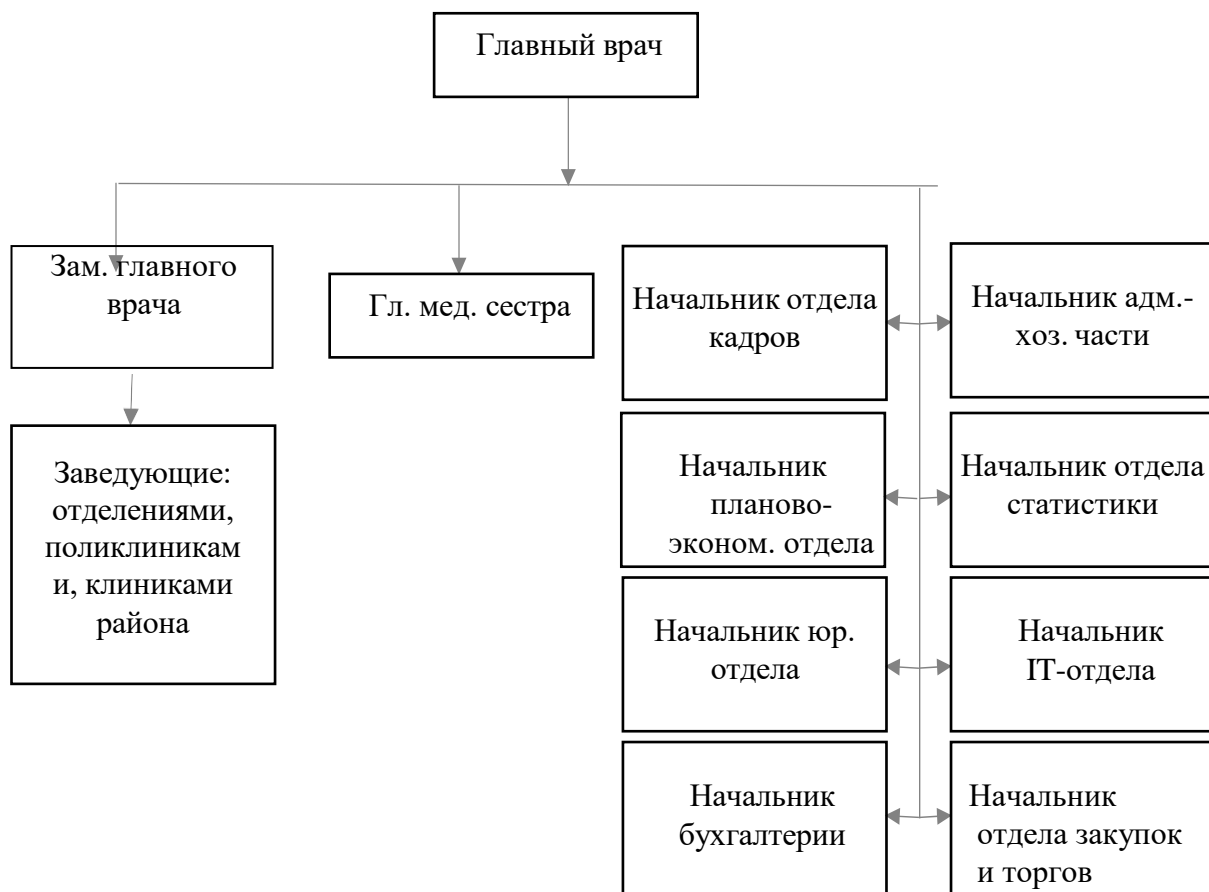 Главный врач
Зам. главного
врача
Гл. мед. сестра
Начальник отдела
кадров
Начальник адм.-
хоз. части
Заведующие:
отделениями,
поликлиникам
и, клиниками
района
Начальник
планово-
эконом. отдела
Начальник отдела
статистики
Начальник юр.
отдела
Начальник
IT-отдела
Начальник
бухгалтерии
Начальник
отдела закупок
и торгов